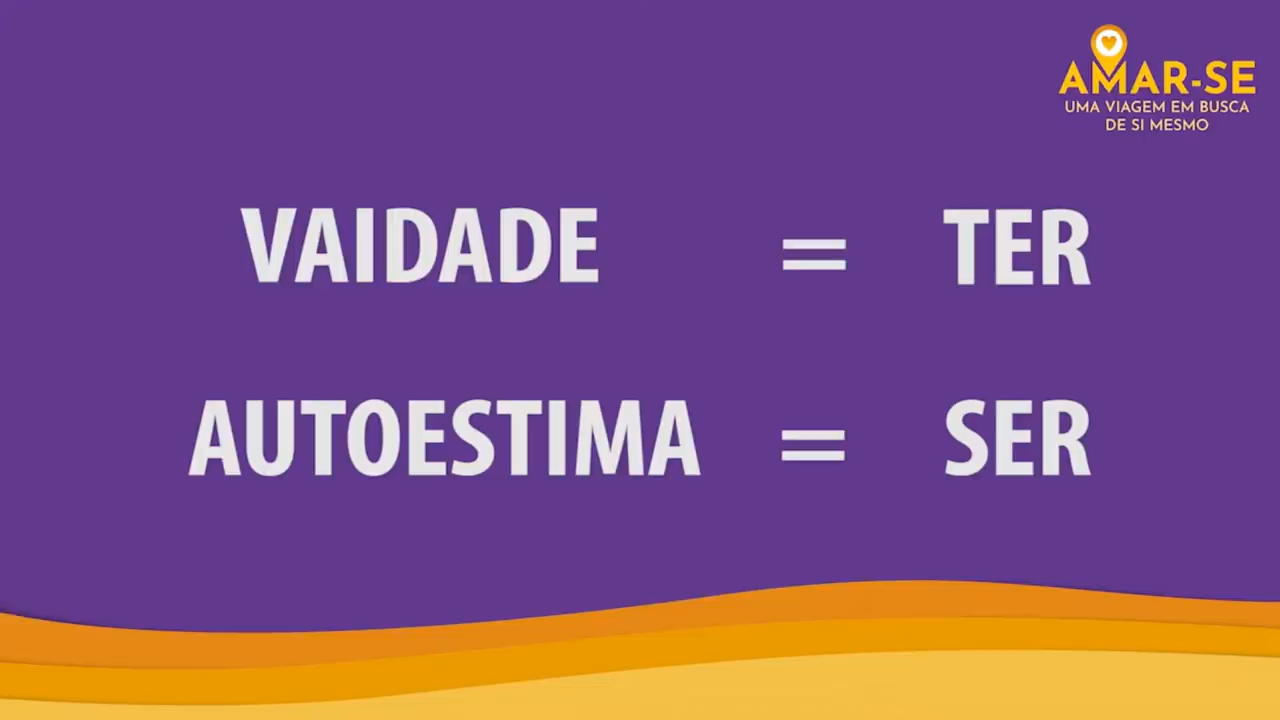 AMAR-SE
UMA VIAGEM EM BUSCA
DE SI MESMO
VAIDADE = TER
AUTOESTIMA = SER